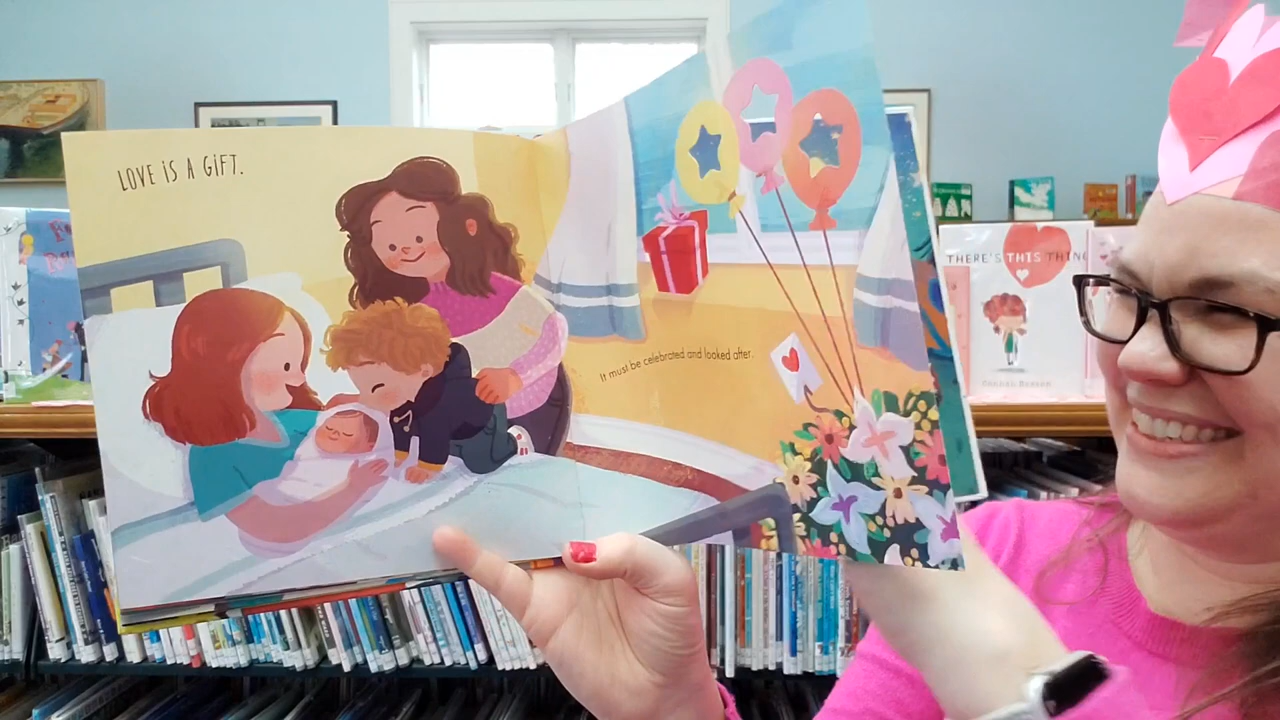 LOVE IS A GIFT.
It must be celebrated and looked after.
THERE'S THIS THING